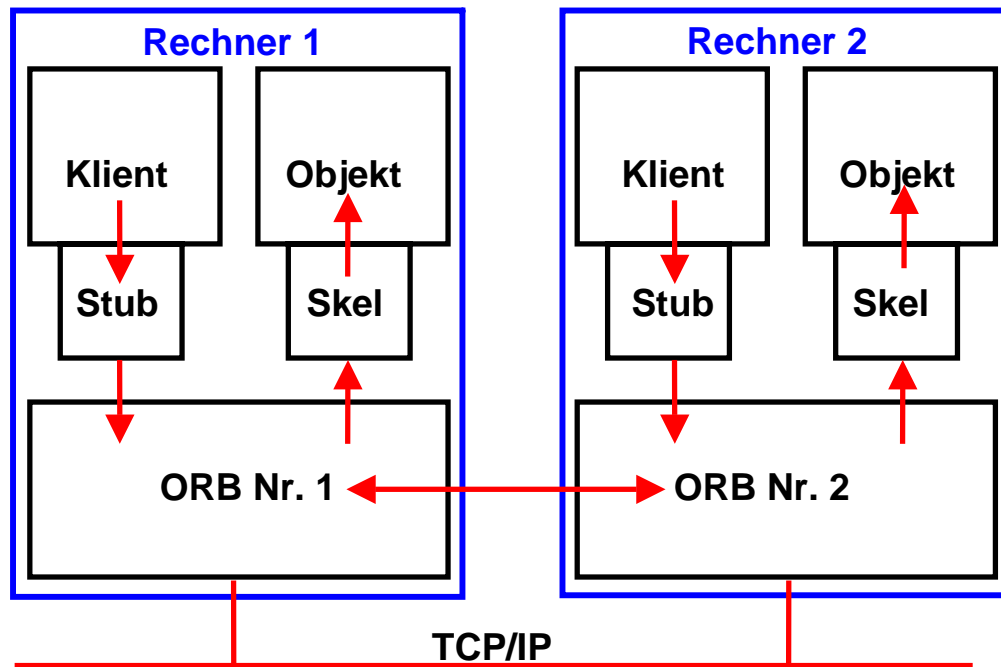 Rechner 1
Rechner 2
Klient
Objekt
Klient
Objekt
Stub
Skel
Stub
Skel
ORB Nr. 1
ORB Nr. 2
TCP/IP